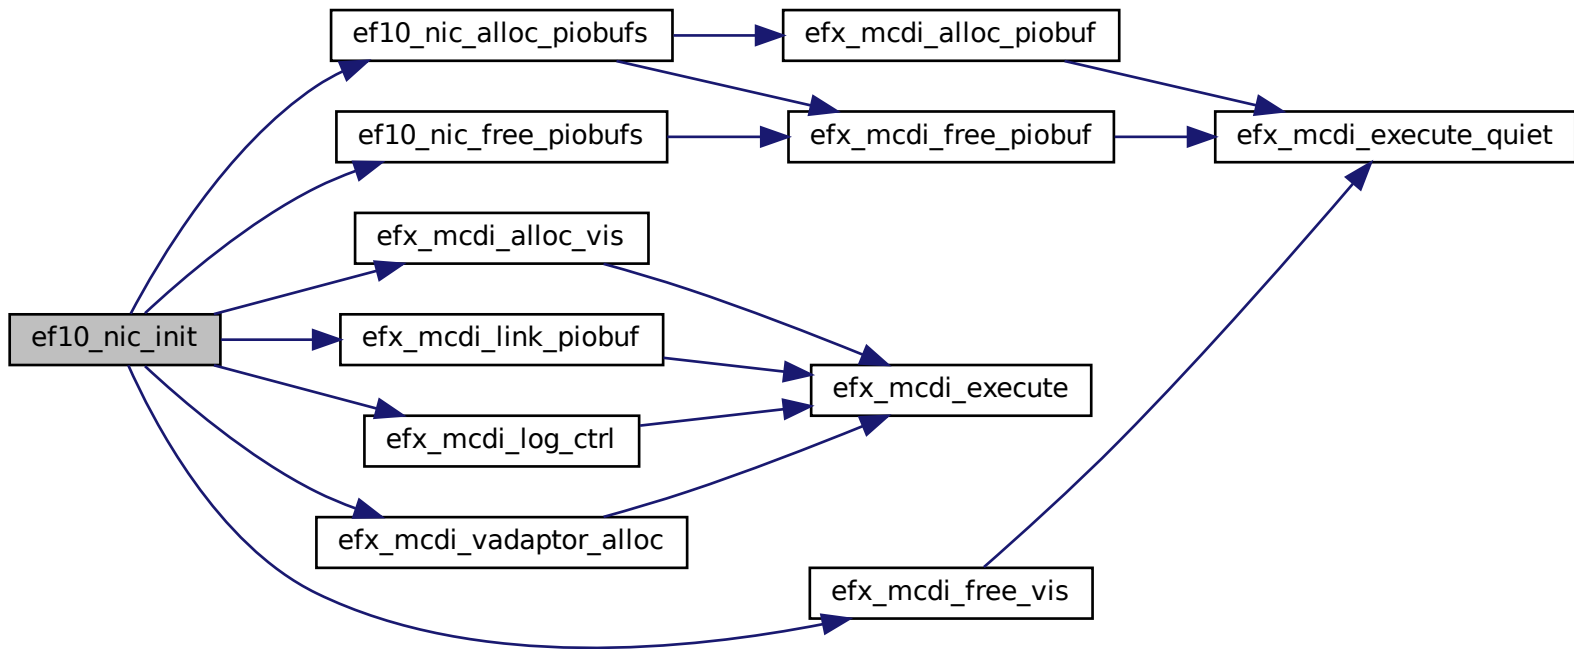 ef10_nic_alloc_piobufs
efx_mcdi_alloc_piobuf
ef10_nic_free_piobufs
efx_mcdi_free_piobuf
efx_mcdi_execute_quiet
efx_mcdi_alloc_vis
ef10_nic_init
efx_mcdi_link_piobuf
efx_mcdi_execute
efx_mcdi_log_ctrl
efx_mcdi_vadaptor_alloc
efx_mcdi_free_vis